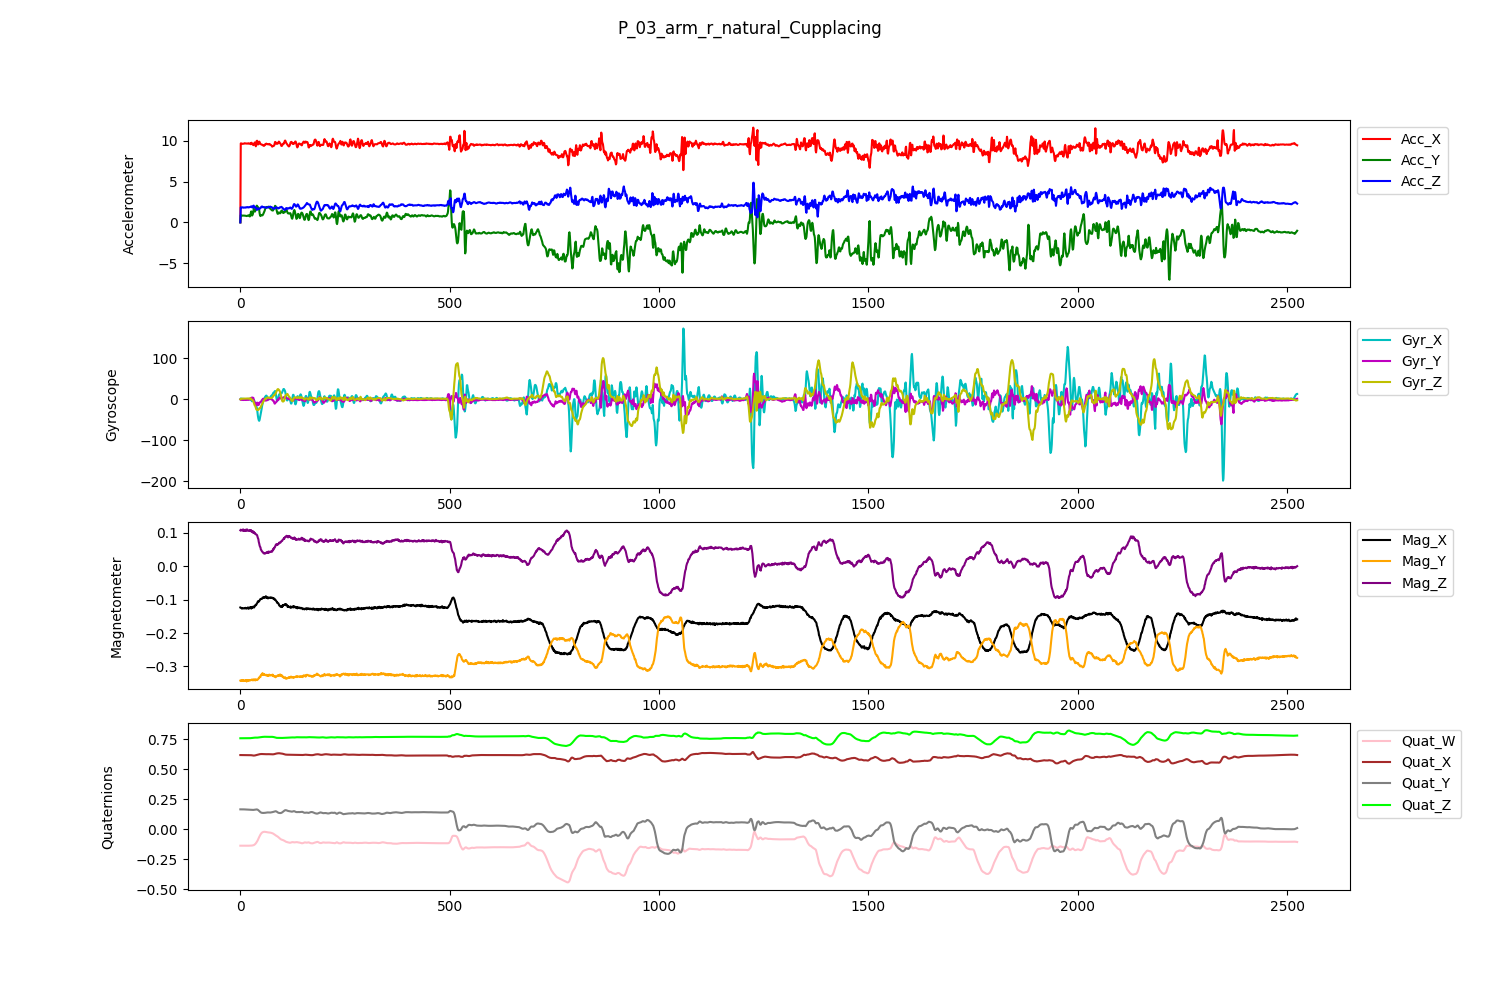 P_03_arm_r_natural_Cupplacing
Accelerometer
10
5
0
−5
0
500
1000
1500
2000
2500
Acc_X
Acc_Y
Acc_Z
Gyroscope
100
0
−100
−200
0
500
1000
1500
2000
2500
Gyr_X
Gyr_Y
Gyr_Z
Magnetometer
0.1
0.0
−0.1
−0.2
−0.3
0
500
1000
1500
2000
2500
Mag_X
Mag_Y
Mag_Z
Quaternions
0.75
0.50
0.25
0.00
−0.25
−0.50
0
500
1000
1500
2000
2500
Quat_W
Quat_X
Quat_Y
Quat_Z